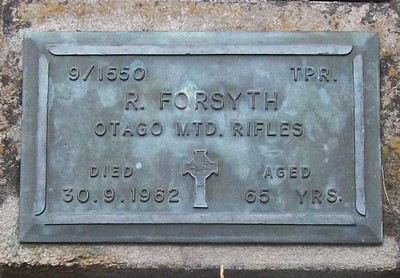 9/1550 TPR.
R. FORSYTH
OTAGO MTD. RIFLES
DIED AGED
30.9.1962 65 YRS.